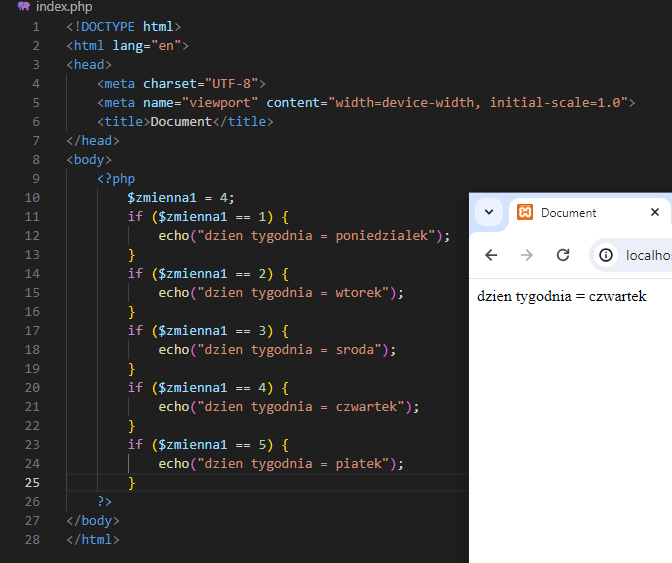 index.php
1 <!DOCTYPE html>
2 <html lang="en">
3 <head>
4 <meta charset="UTF-8">
5 <meta name="viewport" content="width=device-width, initial-scale=1.0">
6 <title>Document</title>
7 </head>
8 <body>
9 <?php
10 $zmienna1 = 4;
11 if ($zmienna1 == 1) {
12 echo("dzien tygodnia = poniedzialek");
13 }
14 if ($zmienna1 == 2) {
15 echo("dzien tygodnia = wtorek");
16 }
17 if ($zmienna1 == 3) {
18 echo("dzien tygodnia = sroda");
19 }
20 if ($zmienna1 == 4) {
21 echo("dzien tygodnia = czwartek");
22 }
23 if ($zmienna1 == 5) {
24 echo("dzien tygodnia = piatek");
25 }
26 ?>
27 </body>
28 </html>
Document
localhos
dzien tygodnia = czwartek